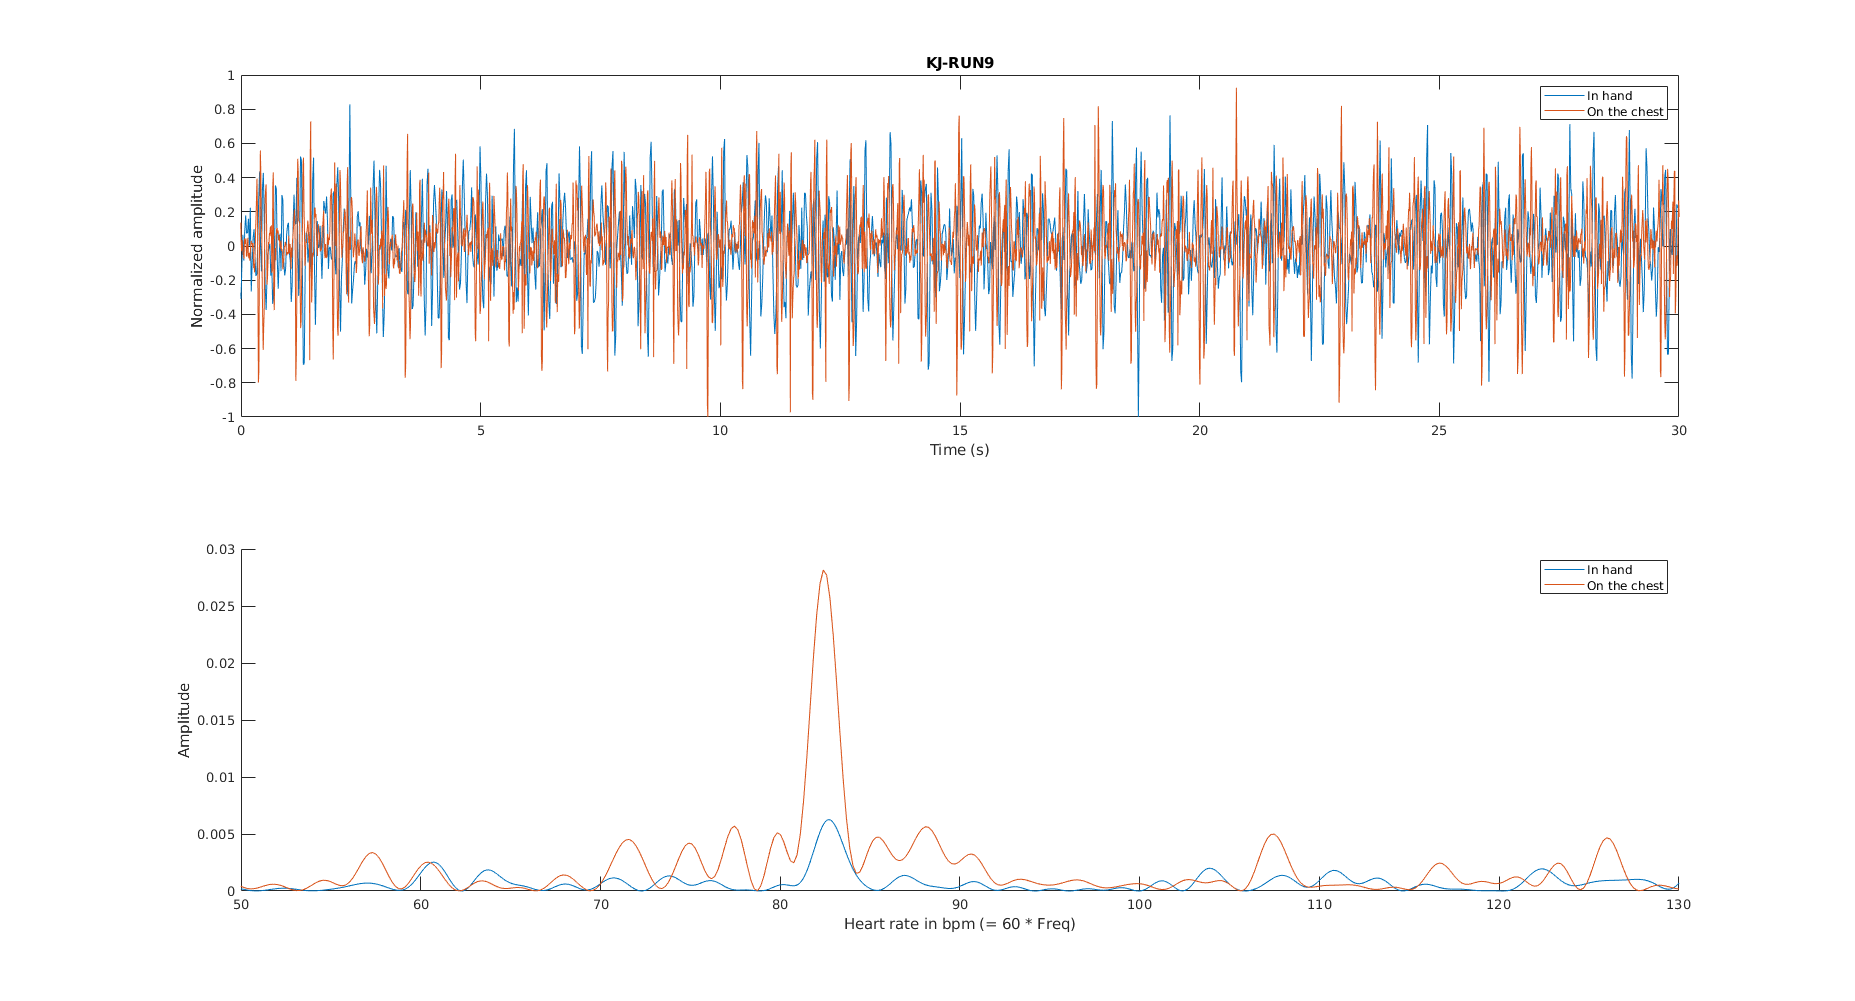 KJ-RUN9
1
0.8
0.6
0.4
0.2
0
-0.2
-0.4
-0.6
-0.8
-1
Normalized amplitude
In hand
On the chest
0 5 10 15 20 25 30
Time (s)
0.03
0.025
0.02
0.015
0.01
0.005
0
Amplitude
In hand
On the chest
50 60 70 80 90 100 110 120 130
Heart rate in bpm (= 60 * Freq)